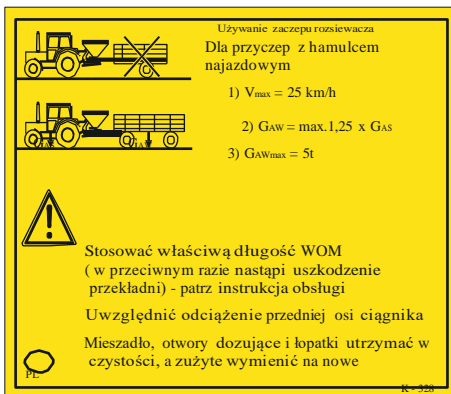 Używanie zaczepu rozsiewacza
Dla przyczep z hamulcem
najazdowym
1) Vmax = 25 km/h
2) GAW = max.1,25 x GAS
3) GAWmax = 5t
GAS GAW
Stosować właściwą długość WOM
( w przeciwnym razie nastąpi uszkodzenie
przekładni) - patrz instrukcja obsługi
Uwzględnić odciążenie przedniej osi ciągnika
Mieszadło, otwory dozujące i łopatki utrzymać w
czystości, a zużyte wymienić na nowe
PL
K - 328